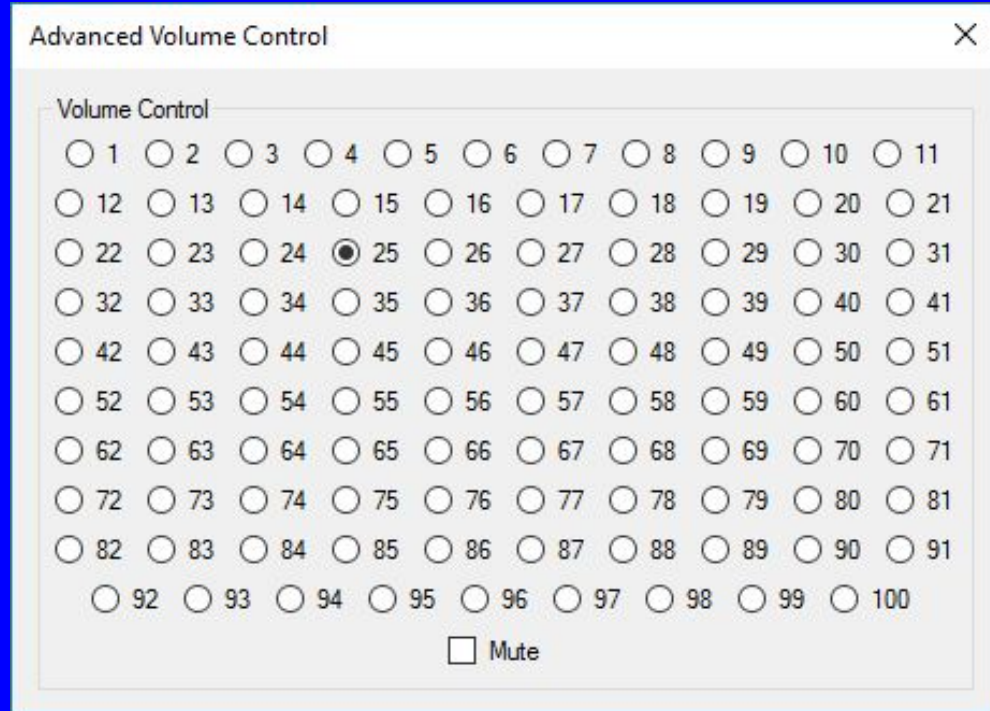 Advanced Volume Control
Volume Control
1 2 3 4 5 6 7 8 9 10 11
12 13 14 15 16 17 18 19 20 21
22 23 24 25 26 27 28 29 30 31
32 33 34 35 36 37 38 39 40 41
42 43 44 45 46 47 48 49 50 51
52 53 54 55 56 57 58 59 60 61
62 63 64 65 66 67 68 69 70 71
72 73 74 75 76 77 78 79 80 81
82 83 84 85 86 87 88 89 90 91
92 93 94 95 96 97 98 99 100
Mute